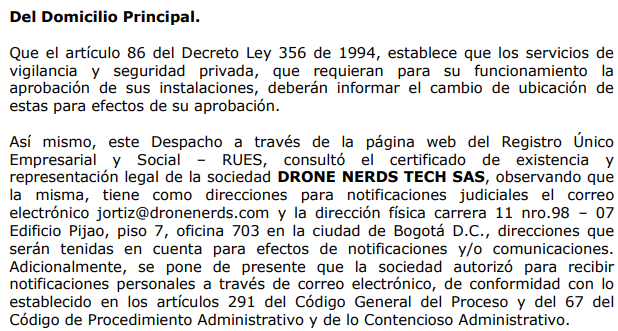 Del Domicilio Principal.
Que el artículo 86 del Decreto Ley 356 de 1994, establece que los servicios de
vigilancia y seguridad privada, que requieran para su funcionamiento la
aprobación de sus instalaciones, deberán informar el cambio de ubicación de
estas para efectos de su aprobación.
Así mismo, este Despacho a través de la página web del Registro Único
Empresarial y Social – RUES, consultó el certificado de existencia y
representación legal de la sociedad DRONE NERDS TECH SAS, observando que
la misma, tiene como direcciones para notificaciones judiciales el correo
electrónico jortiz@dronenerds.com y la dirección física carrera 11 nro.98 – 07
Edificio Pijao, piso 7, oficina 703 en la ciudad de Bogotá D.C., direcciones que
serán tenidas en cuenta para efectos de notificaciones y/o comunicaciones.
Adicionalmente, se pone de presente que la sociedad autorizó para recibir
notificaciones personales a través de correo electrónico, de conformidad con lo
establecido en los artículos 291 del Código General del Proceso y del 67 del
Código de Procedimiento Administrativo y de lo Contencioso Administrativo.